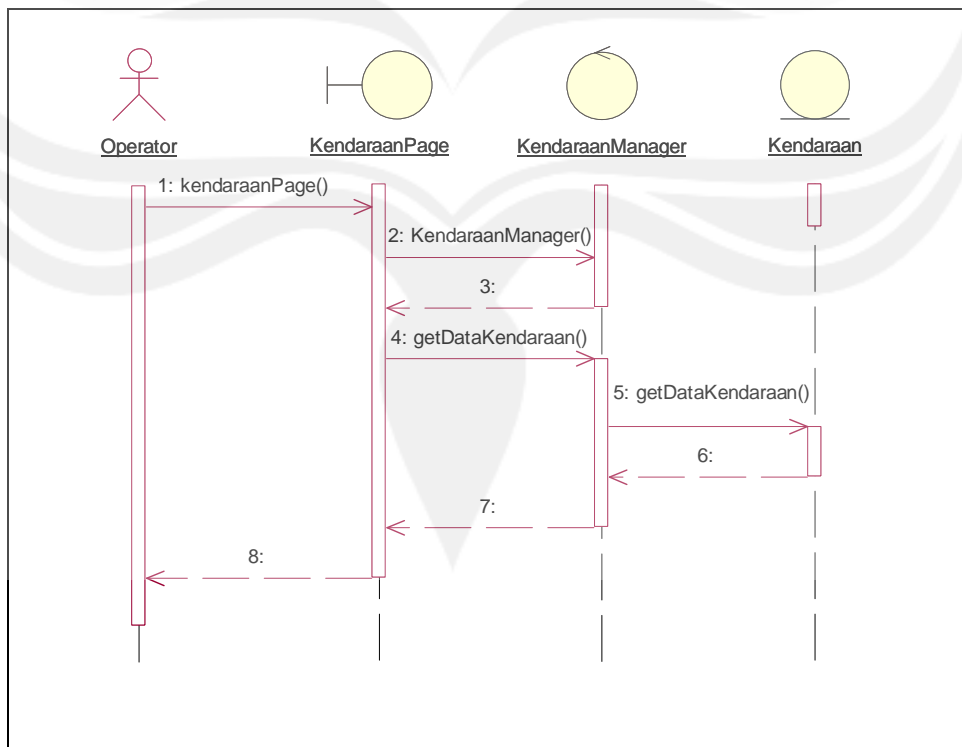 Operator
KendaraanPage
KendaraanManager
Kendaraan
1: kendaraanPage()
2: KendaraanManager()
3:
4: getDataKendaraan()
5: getDataKendaraan()
6:
7:
8: